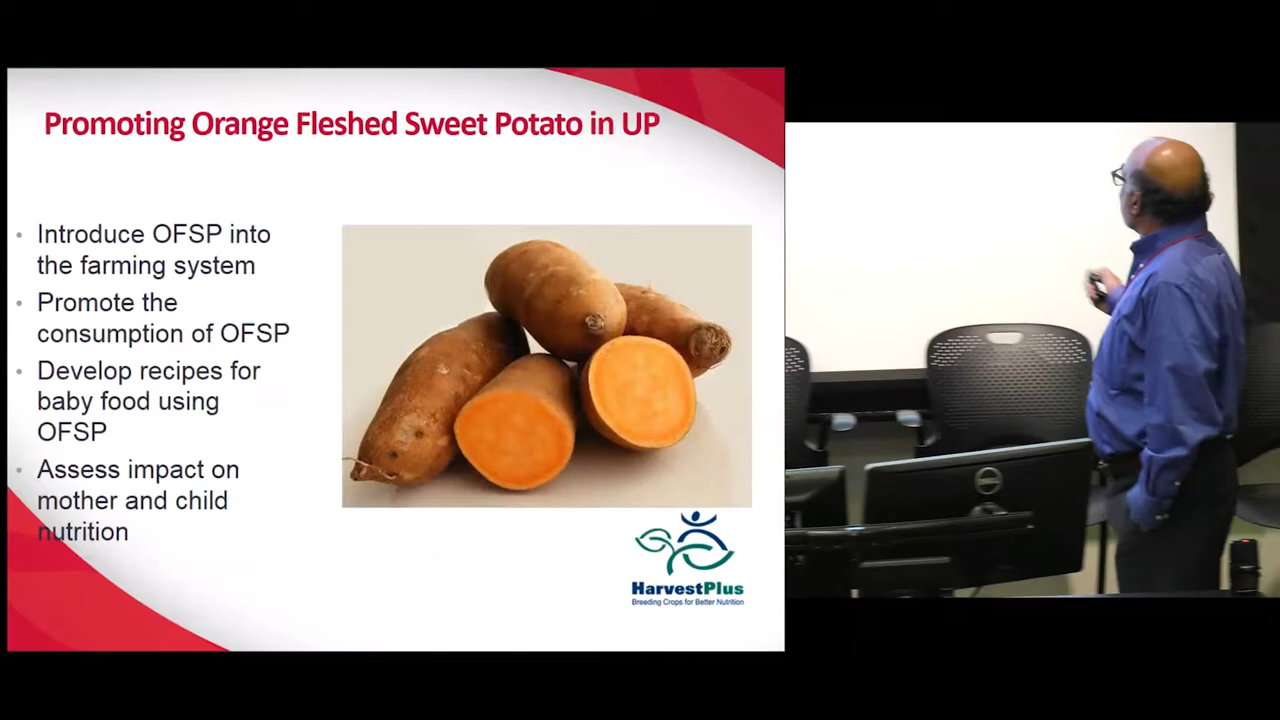 Promoting Orange Fleshed Sweet Potato in UP
• Introduce OFSP into
the farming system
• Promote the
consumption of OFSP
• Develop recipes for
baby food using
OFSP
• Assess impact on
mother and child
nutrition
HarvestPlus
Breeding Crops for Better Nutrition
DELL